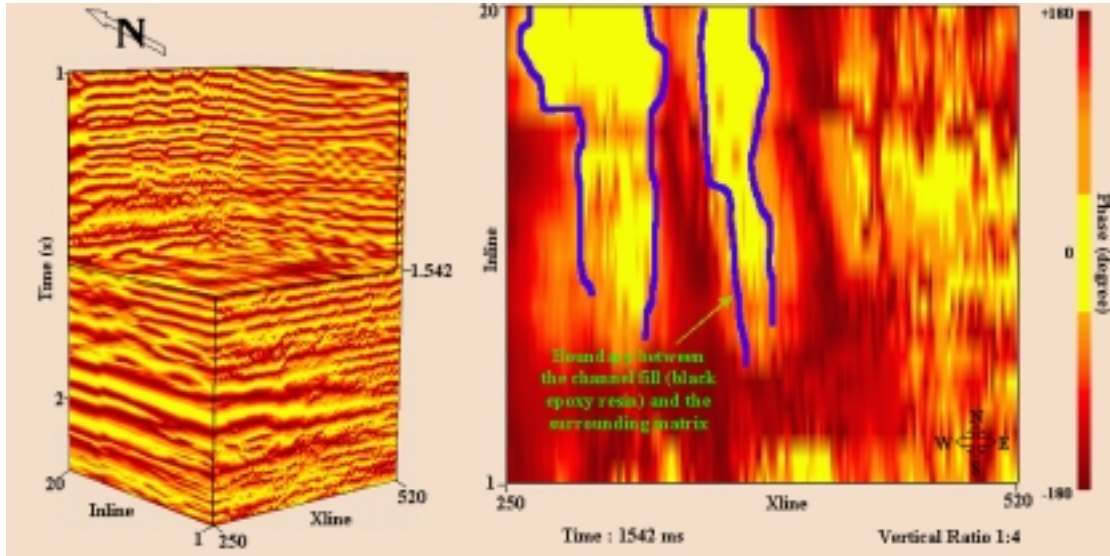 N
1
Time (x)
1.542
2
20
Inline
1
250
Xline
520
20
Inline
1
250
Xline
520
Boundary between
the channel fill (black
epoxy resin) and the
surrounding matrix
N
W
E
S
Time : 1542 ms
Vertical Ratio 1:4
+180
0
-180
Phase (degree)